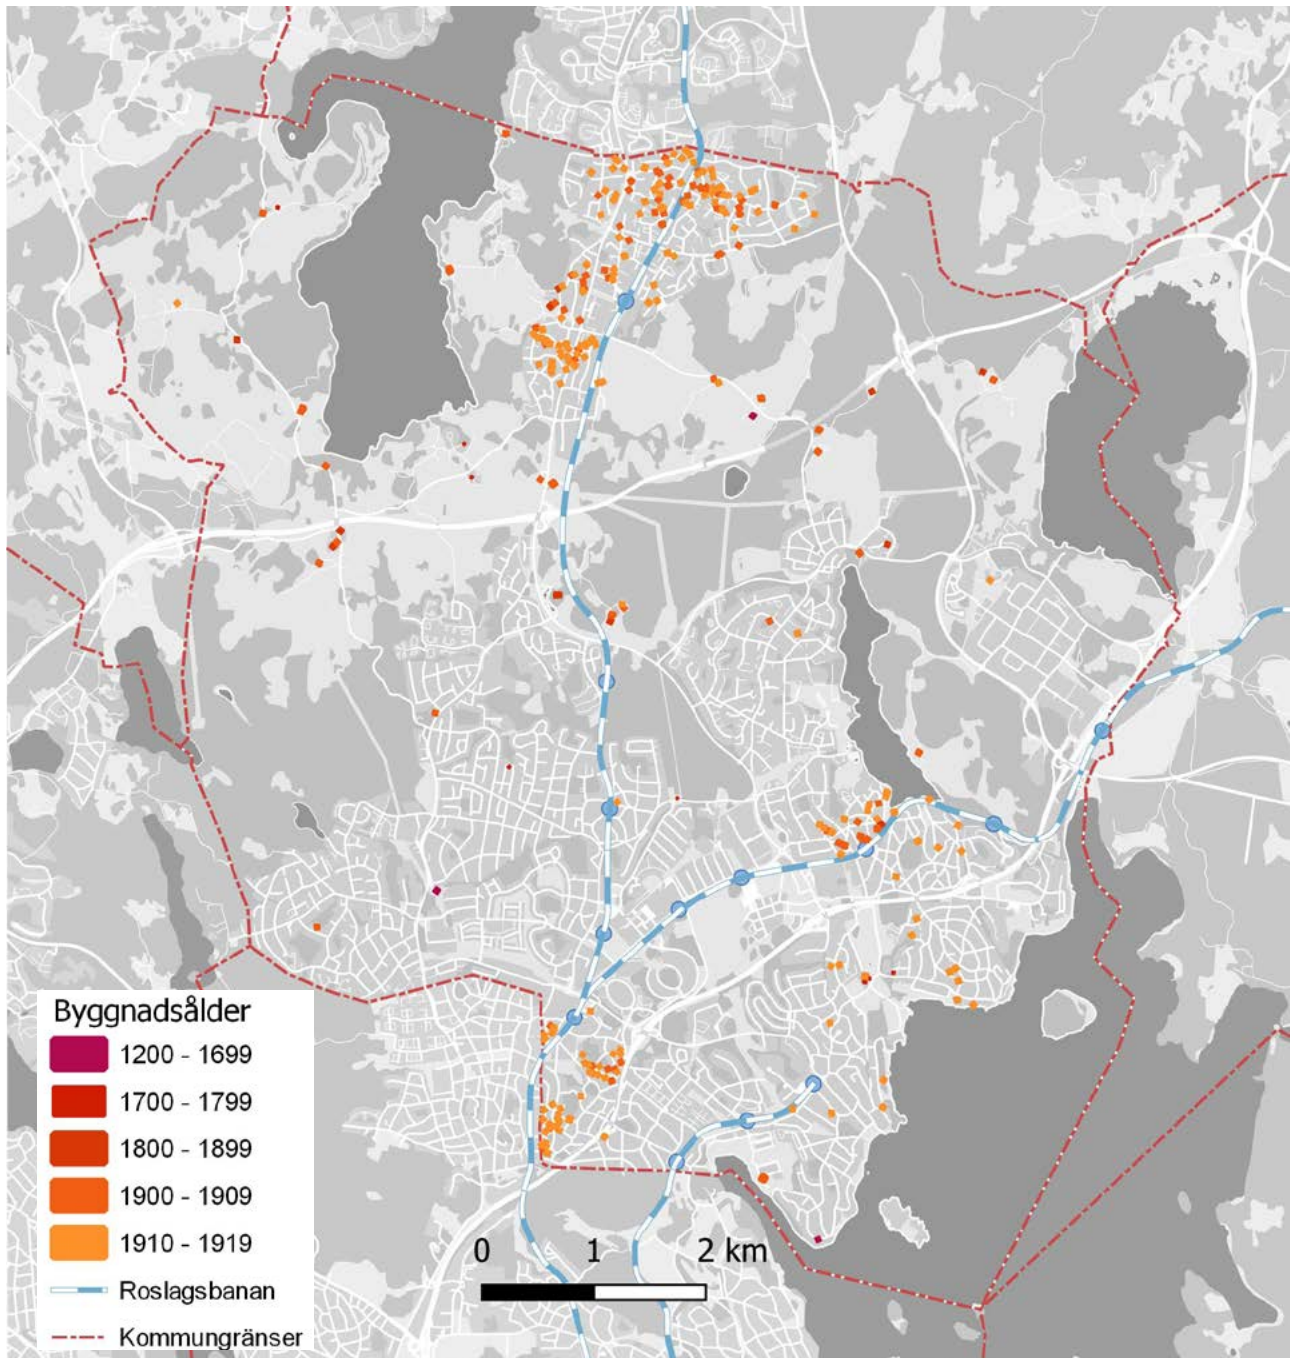 Byggnadsålder
1200 - 1699
1700 - 1799
1800 - 1899
1900 - 1909
1910 - 1919
Roslagsbanan
Kommungränser
0 1 2 km